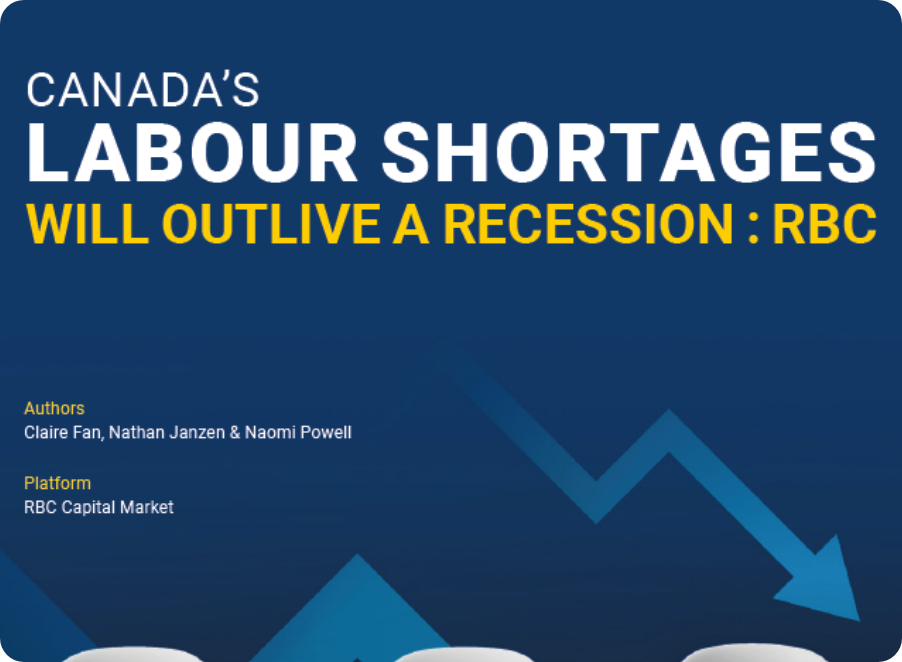 CANADA'S
LABOUR SHORTAGES
WILL OUTLIVE A RECESSION : RBC
Authors
Claire Fan, Nathan Janzen & Naomi Powell
Platform
RBC Capital Market